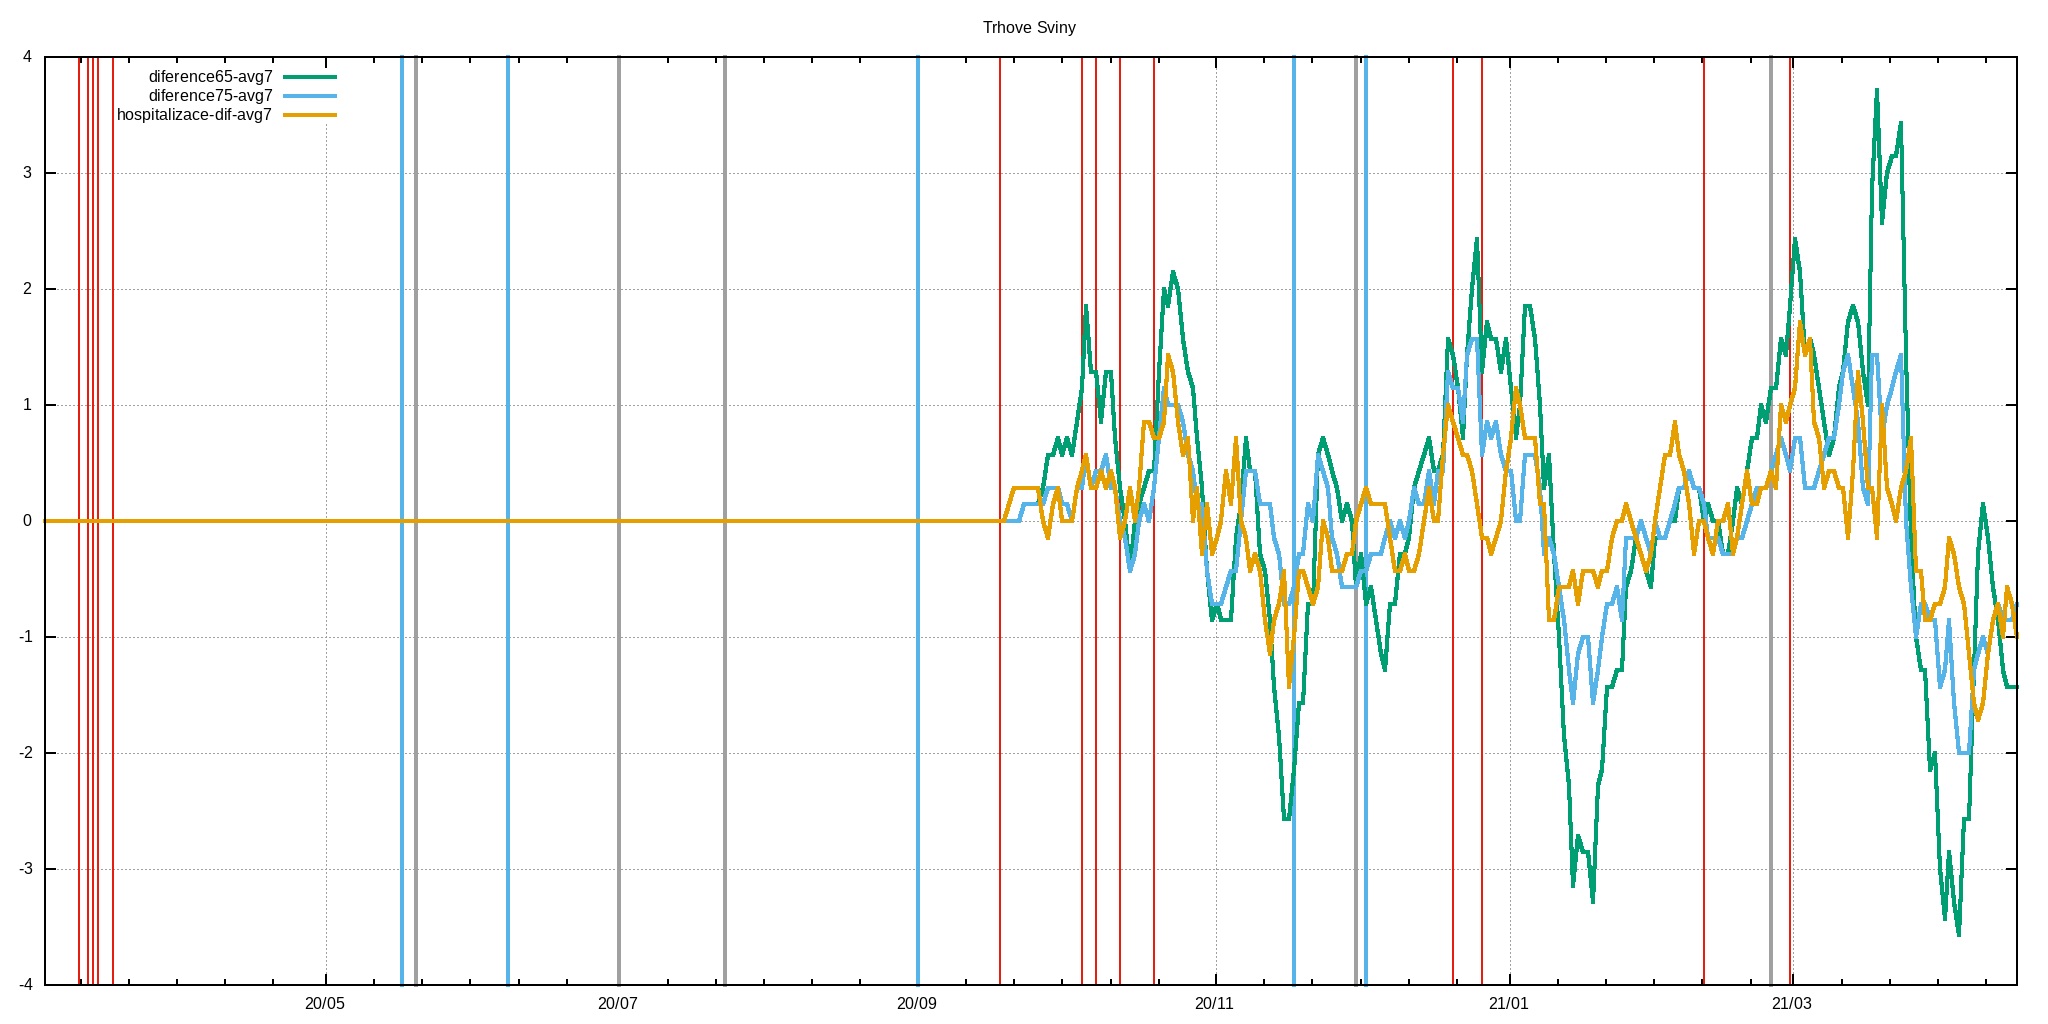 Trhove Sviny
diference65-avg7
diference75-avg7
hospitalizace-dif-avg7
4
3
2
1
0
-1
-2
-3
-4
20/05 20/07 20/09 20/11 21/01 21/03